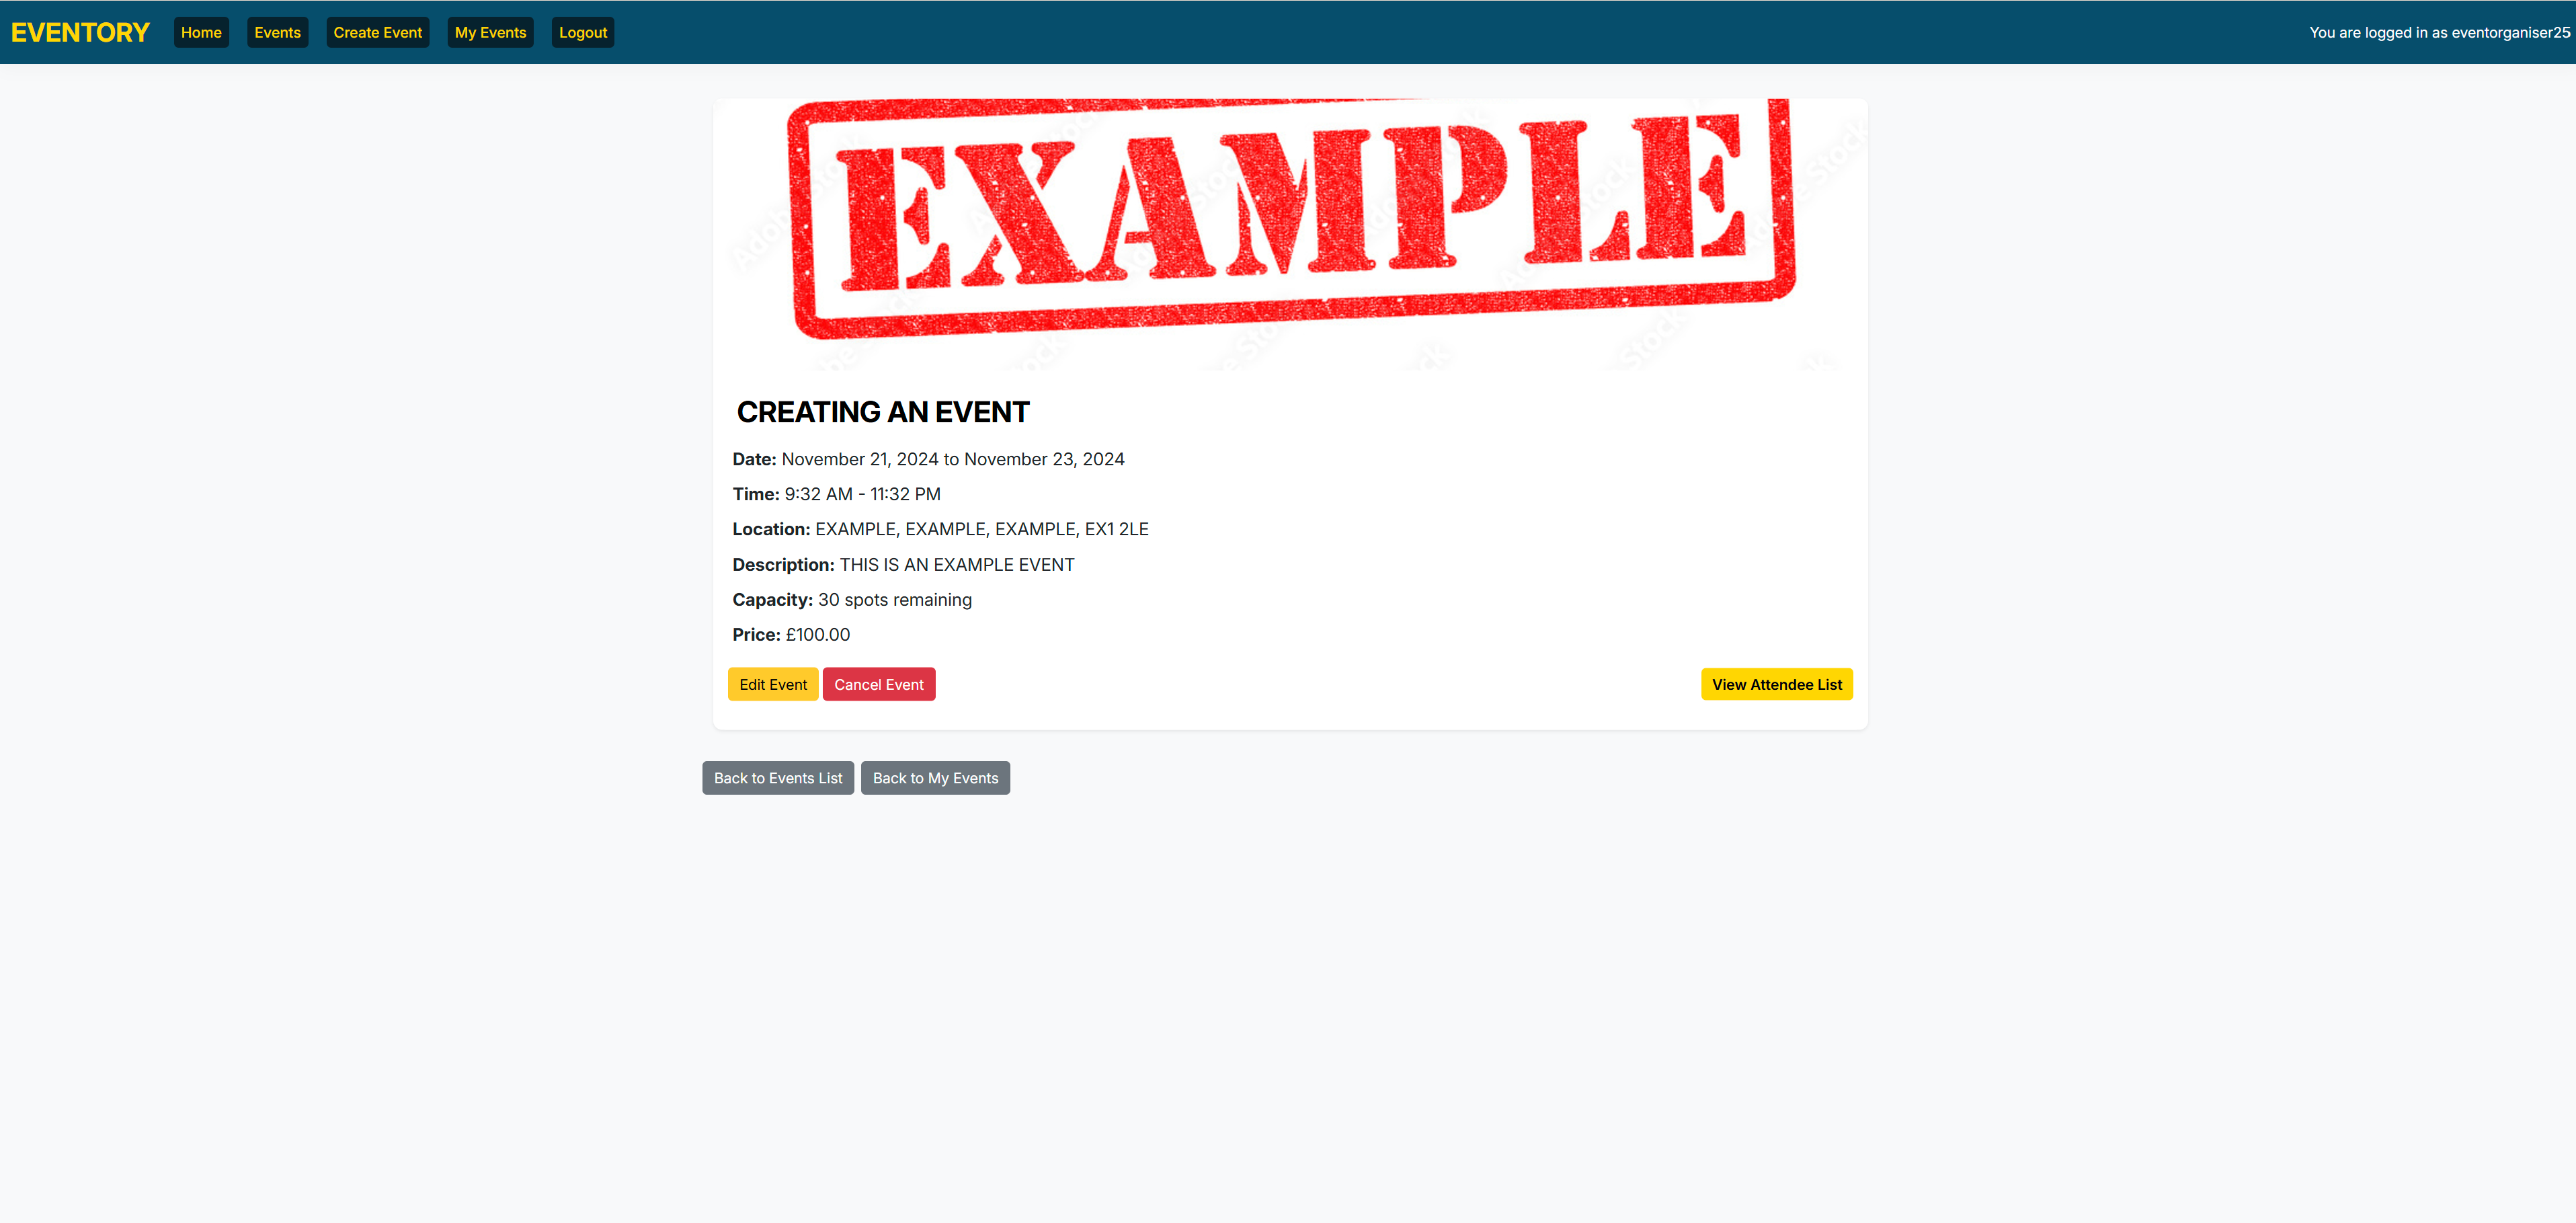 EVENTORY Home Events Create Event My Events Logout You are logged in as eventorganiser25
EXAMPLE
CREATING AN EVENT
Date: November 21, 2024 to November 23, 2024
Time: 9:32 AM - 11:32 PM
Location: EXAMPLE, EXAMPLE, EXAMPLE, EX1 2LE
Description: THIS IS AN EXAMPLE EVENT
Capacity: 30 spots remaining
Price: £100.00
Edit Event Cancel Event View Attendee List
Back to Events List Back to My Events